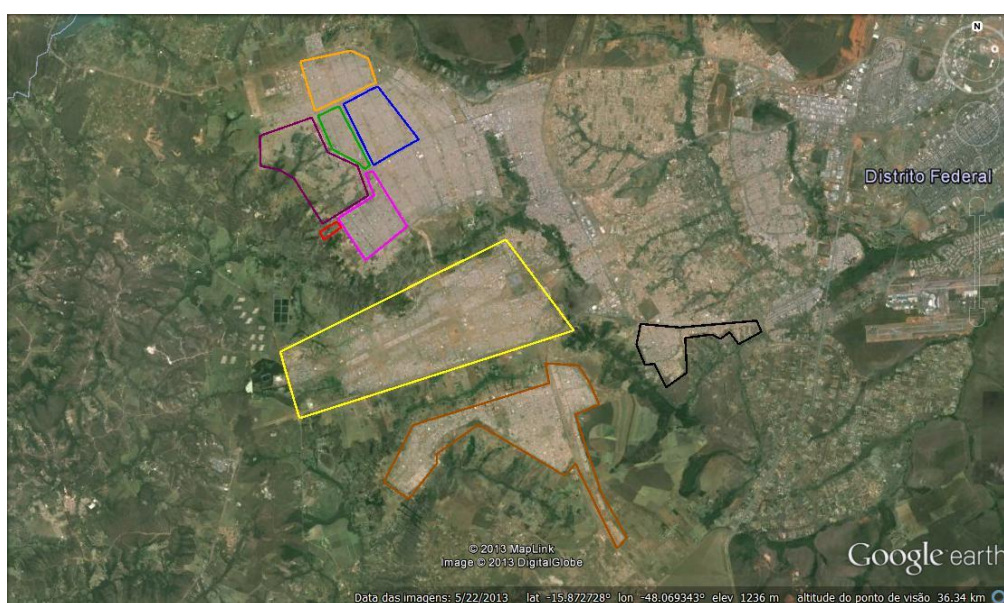 N
Distrito Federal
© 2013 MapLink
Image © 2013 DigitalGlobe
Google earth
Data das imagens: 5/22/2013 lat -15.872728° lon -48.069343° elev 1236 m altitude do ponto de visão 36.34 km